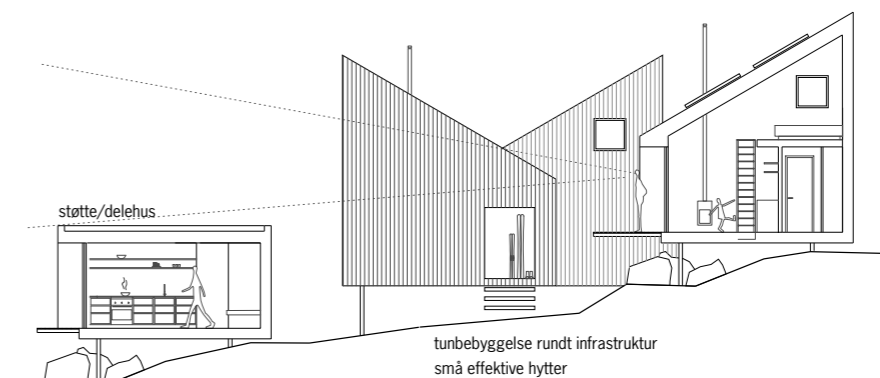 støtte/delehus
tunbebyggelse rundt infrastruktur
små effektive hytter